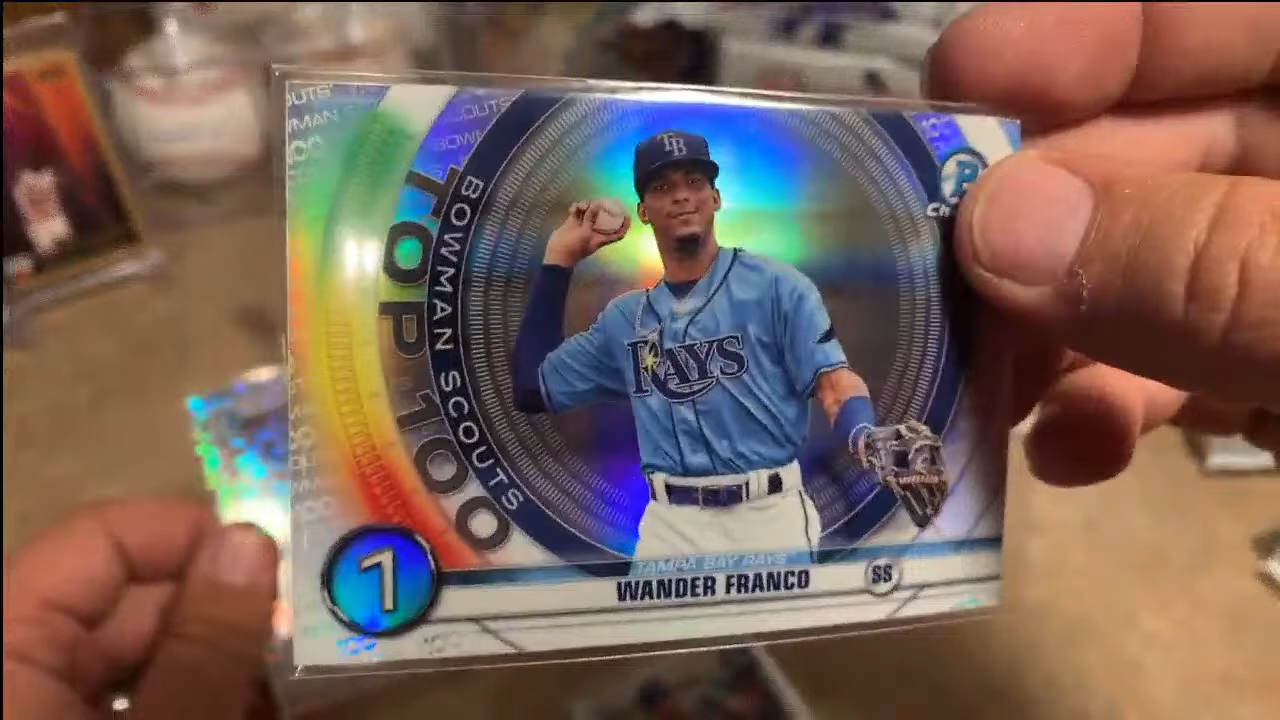 BOWMAN SCOUTS
TOP 100
TB
RAYS
1
TAMPA BAY RAYS
WANDER FRANCO
SS